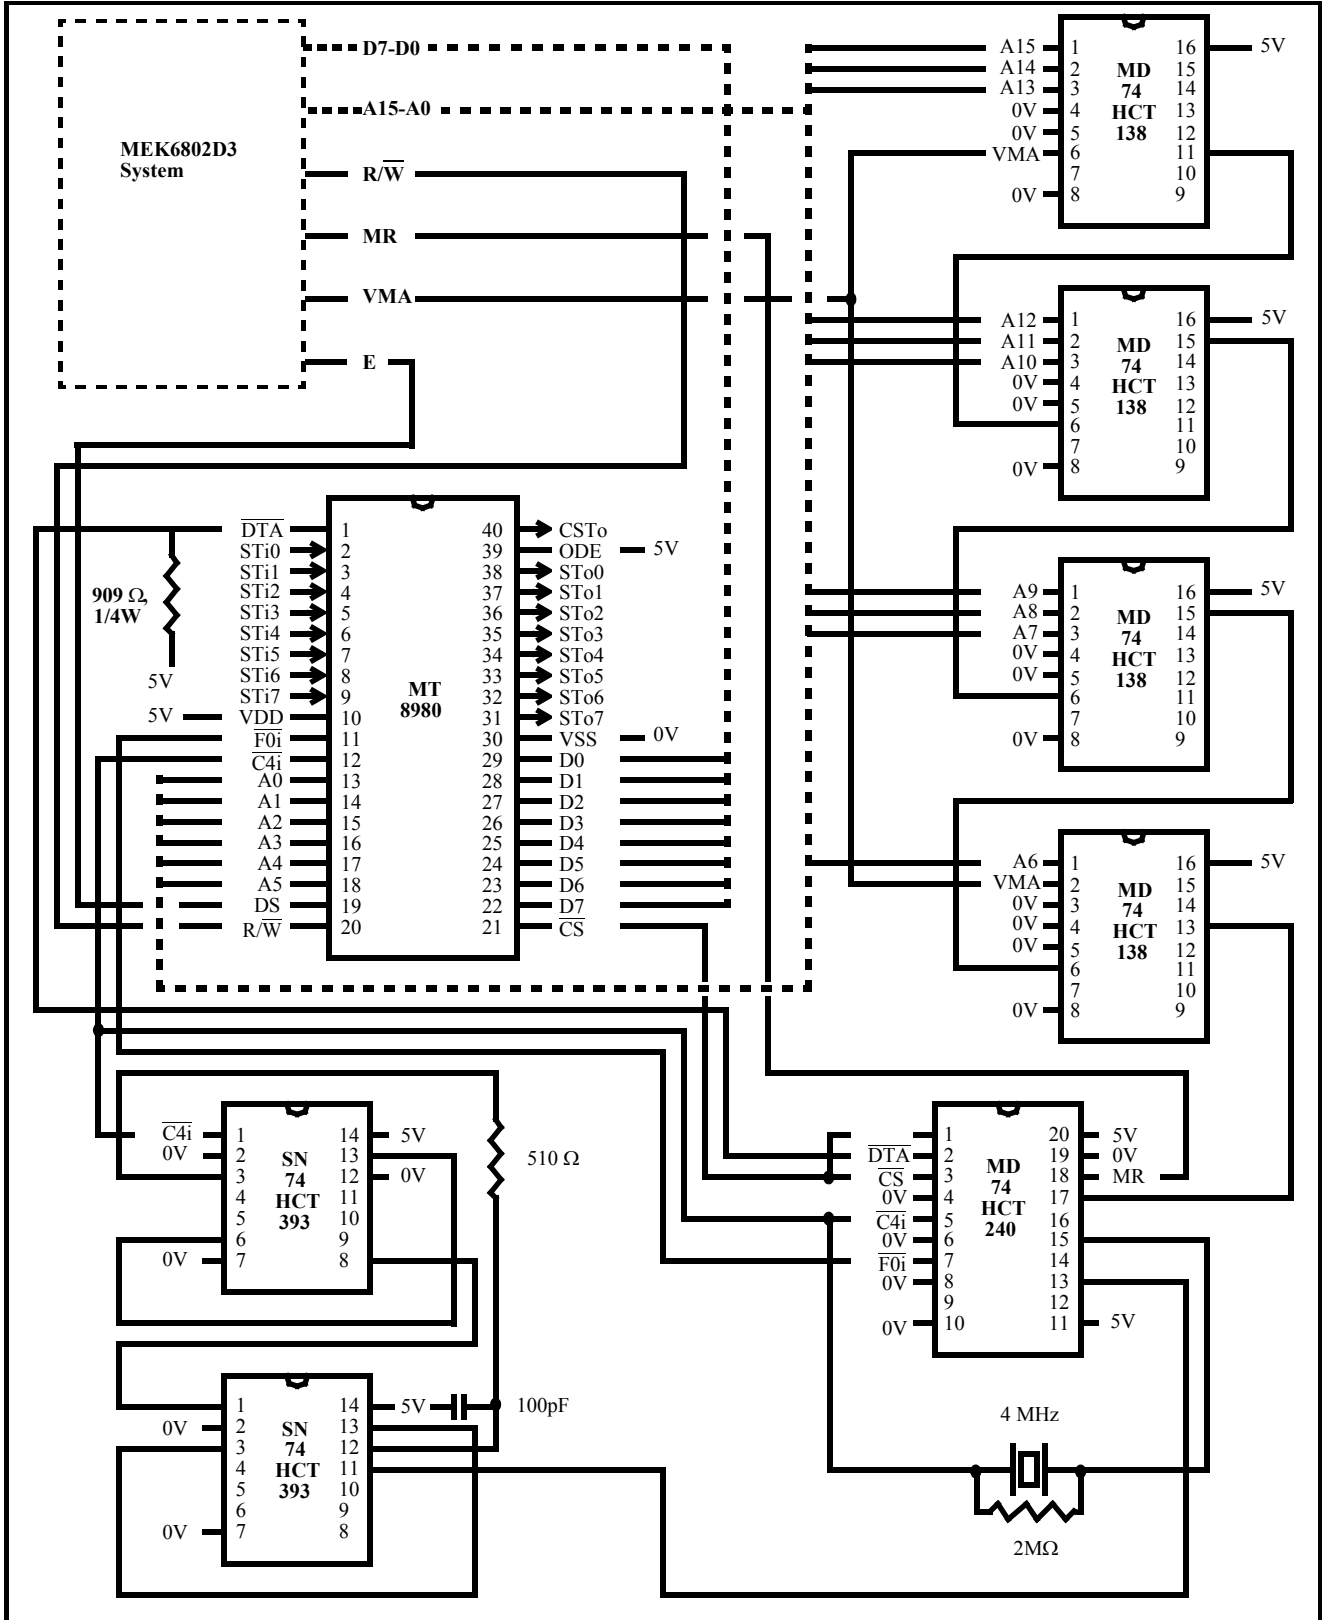 D7-D0
A15-A0
MEK6802D3
System
R/W̅
MR
VMA
E
A15 1 16 5V
A14 2 MD 15
A13 3 74 14
0V 4 HCT 13
0V 5 138 12
VMA 6 11
7 10
0V 8 9
A12 1 16 5V
A11 2 MD 15
A10 3 74 14
0V 4 HCT 13
0V 5 138 12
6 11
7 10
0V 8 9
A9 1 16 5V
A8 2 MD 15
A7 3 74 14
0V 4 HCT 13
0V 5 138 12
6 11
7 10
0V 8 9
A6 1 16 5V
VMA 2 MD 15
0V 3 74 14
0V 4 HCT 13
0V 5 138 12
6 11
7 10
0V 8 9
909 Ω,
1/4W
5V
D̅T̅A̅ 1 40 CSTo
STi0 2 39 ODE 5V
STi1 3 38 STo0
STi2 4 37 STo1
STi3 5 36 STo2
STi4 6 35 STo3
STi5 7 34 STo4
STi6 8 MT 33 STo5
STi7 9 8980 32 STo6
5V VDD 10 31 STo7
F̅0̅i̅ 11 30 VSS 0V
C̅4̅i̅ 12 29 D0
A0 13 28 D1
A1 14 27 D2
A2 15 26 D3
A3 16 25 D4
A4 17 24 D5
A5 18 23 D6
DS 19 22 D7
R/W̅ 20 21 C̅S̅
C̅4̅i̅ 1 14 5V
0V 2 SN 13
3 74 12 0V
4 HCT 11
5 393 10
6 9
0V 7 8
510 Ω
1 14 5V
0V 2 SN 13
3 74 12
4 HCT 11
5 393 10
6 9
0V 7 8
100pF
1 20 5V
D̅T̅A̅ 2 MD 19 0V
C̅S̅ 3 74 18 MR
0V 4 HCT 17
C̅4̅i̅ 5 240 16
0V 6 15
F̅0̅i̅ 7 14
0V 8 13
9 12
0V 10 11 5V
4 MHz
2MΩ